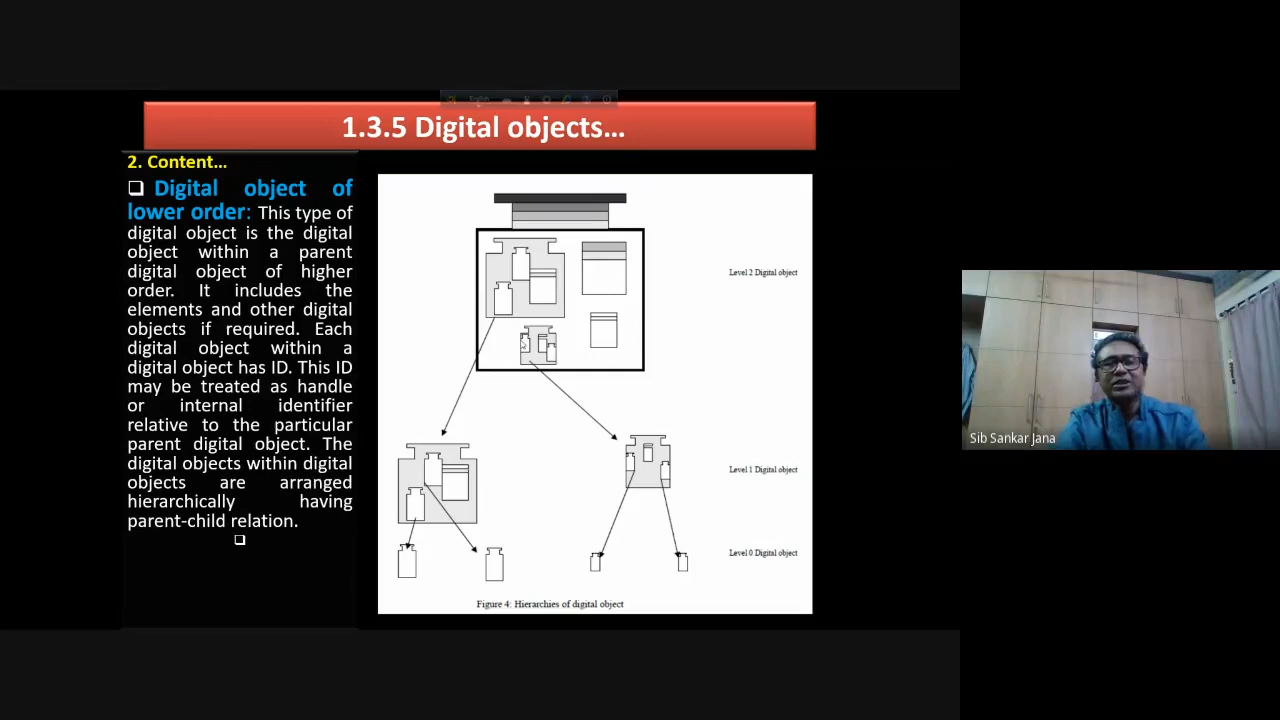 English
1.3.5 Digital objects…
2. Content…
Digital object of
lower order: This type of
digital object is the digital
object within a parent
digital object of higher
order. It includes the
elements and other digital
objects if required. Each
digital object within a
digital object has ID. This ID
may be treated as handle
or internal identifier
relative to the particular
parent digital object. The
digital objects within digital
objects are arranged
hierarchically having
parent-child relation.
Level 2 Digital object
Level 1 Digital object
Level 0 Digital object
Figure 4: Hierarchies of digital object
Sib Sankar Jana